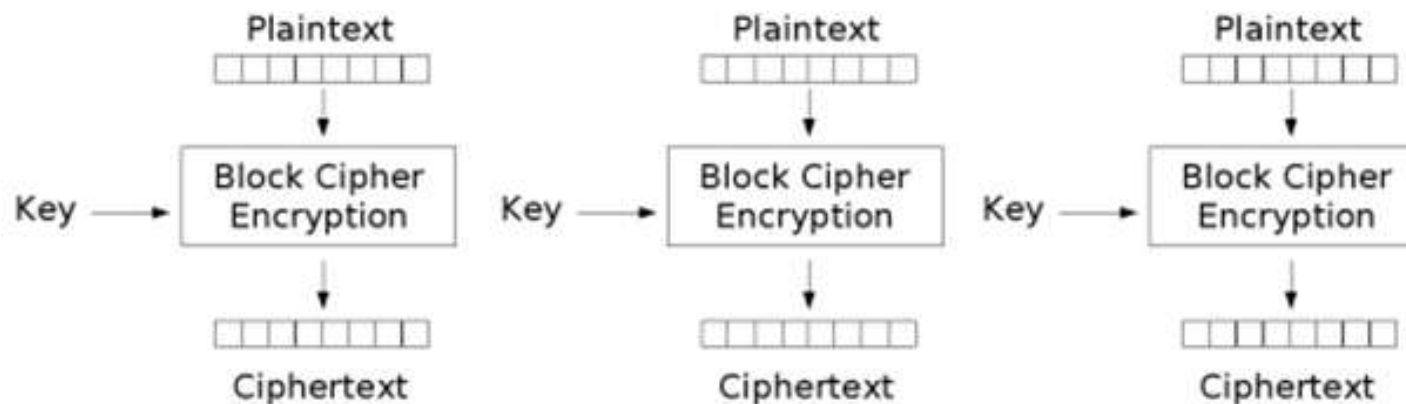 Plaintext
Plaintext
Plaintext
Key
Block Cipher
Encryption
Key
Block Cipher
Encryption
Key
Block Cipher
Encryption
Ciphertext
Ciphertext
Ciphertext